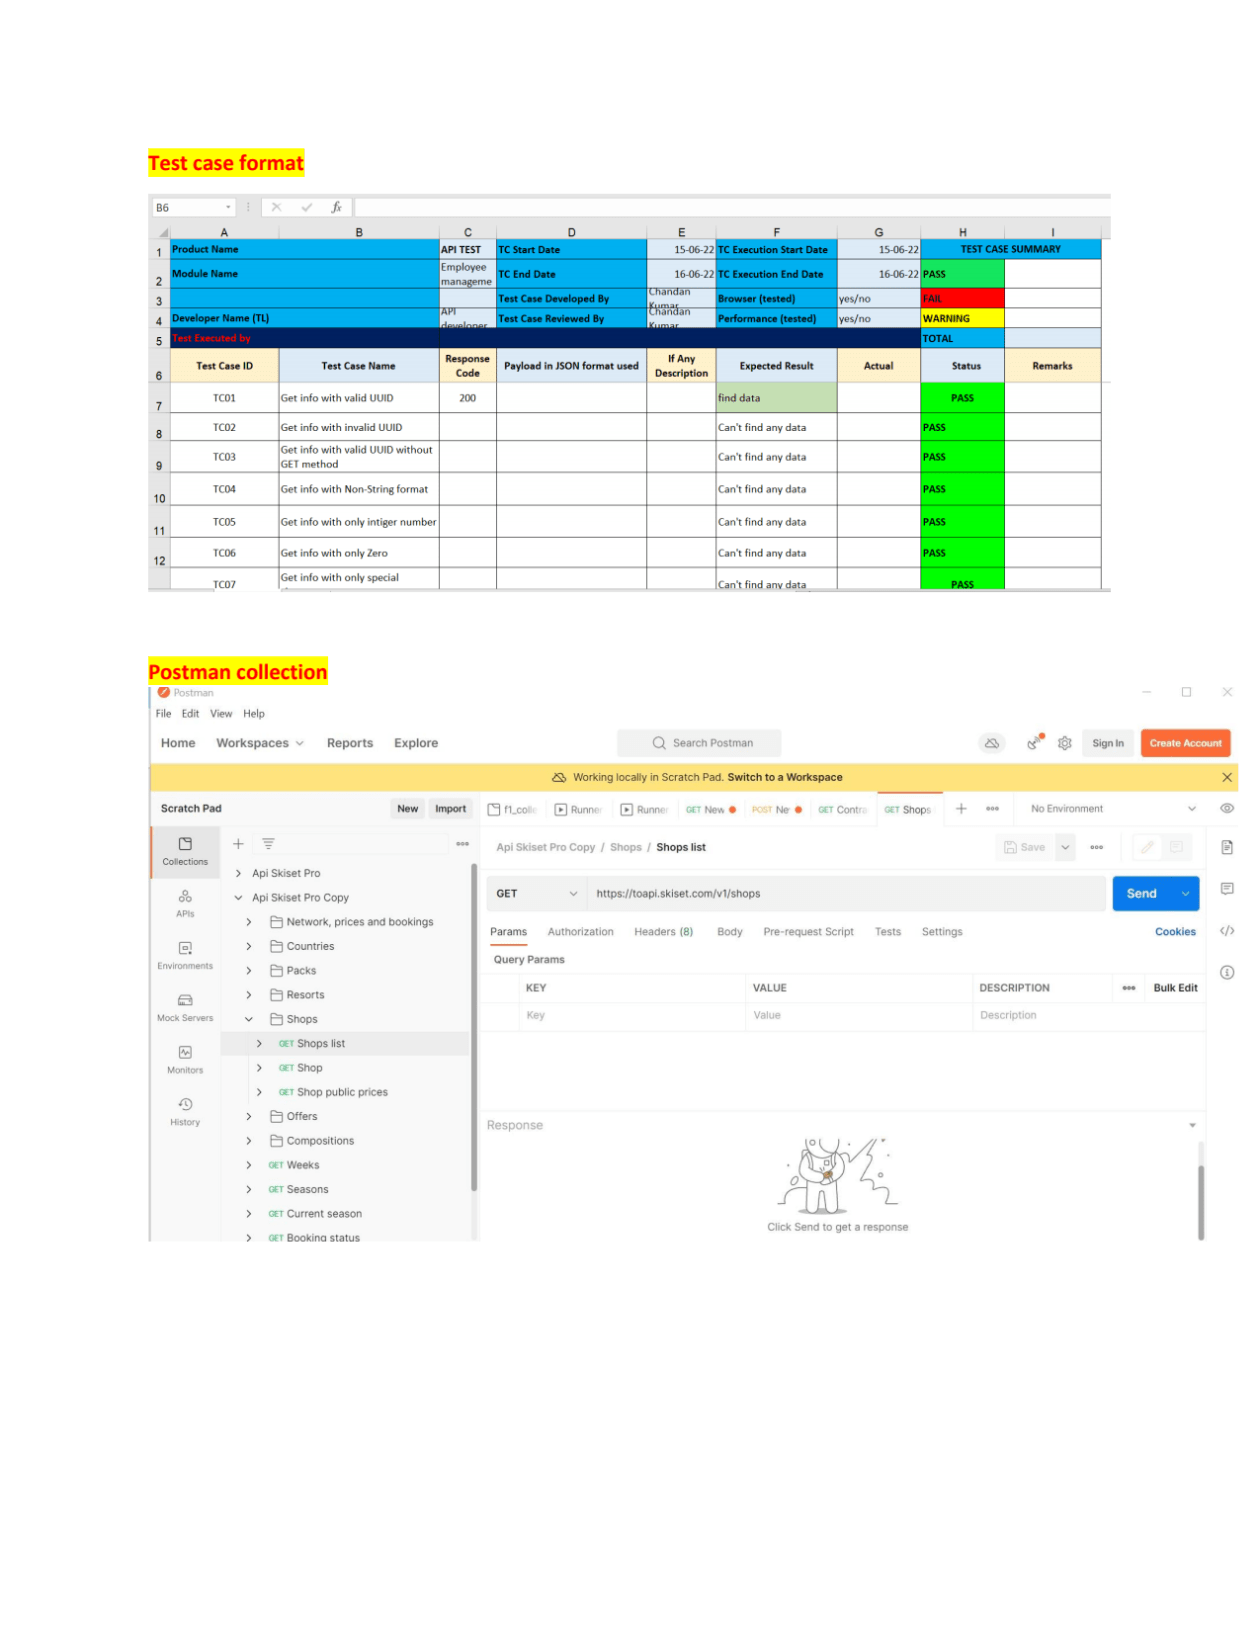 Test case format
B6 fx
A B C D E F G H I
1 Product Name API TEST TC Start Date 15-06-22 TC Execution Start Date 15-06-22 TEST CASE SUMMARY
2 Module Name Employee manageme TC End Date 16-06-22 TC Execution End Date 16-06-22 PASS
3 Test Case Developed By Chandan Kumar Browser (tested) yes/no FAIL
4 Developer Name (TL) API developer Test Case Reviewed By Chandan Kumar Performance (tested) yes/no WARNING
5 Test Executed by TOTAL
6 Test Case ID Test Case Name Response Code Payload in JSON format used If Any Description Expected Result Actual Status Remarks
7 TC01 Get info with valid UUID 200 find data PASS
8 TC02 Get info with invalid UUID Can't find any data PASS
9 TC03 Get info with valid UUID without GET method Can't find any data PASS
10 TC04 Get info with Non-String format Can't find any data PASS
11 TC05 Get info with only intiger number Can't find any data PASS
12 TC06 Get info with only Zero Can't find any data PASS
TC07 Get info with only special Can't find any data PASS
Postman collection
Postman
File Edit View Help
Home Workspaces Reports Explore Search Postman Sign In Create Account
Working locally in Scratch Pad. Switch to a Workspace
Scratch Pad New Import f1_colle Runner Runner GET New POST Ne GET Contra GET Shops No Environment
Collections
APIs
Environments
Mock Servers
Monitors
History
Api Skiset Pro
Api Skiset Pro Copy
Network, prices and bookings
Countries
Packs
Resorts
Shops
GET Shops list
GET Shop
GET Shop public prices
Offers
Compositions
GET Weeks
GET Seasons
GET Current season
GET Booking status
Api Skiset Pro Copy / Shops / Shops list Save
GET https://toapi.skiset.com/v1/shops Send
Params Authorization Headers (8) Body Pre-request Script Tests Settings Cookies
Query Params
KEY VALUE DESCRIPTION Bulk Edit
Key Value Description
Response
Click Send to get a response